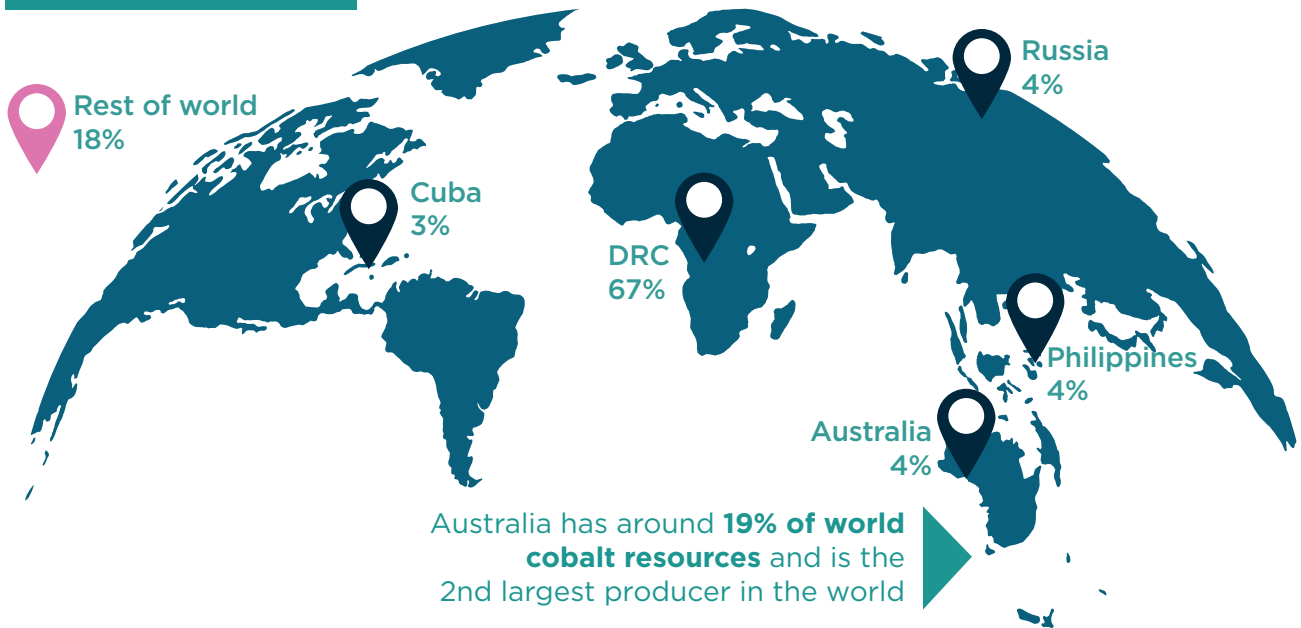 Russia
4%
Rest of world
18%
Cuba
3%
DRC
67%
Philippines
4%
Australia
4%
Australia has around 19% of world
cobalt resources and is the
2nd largest producer in the world